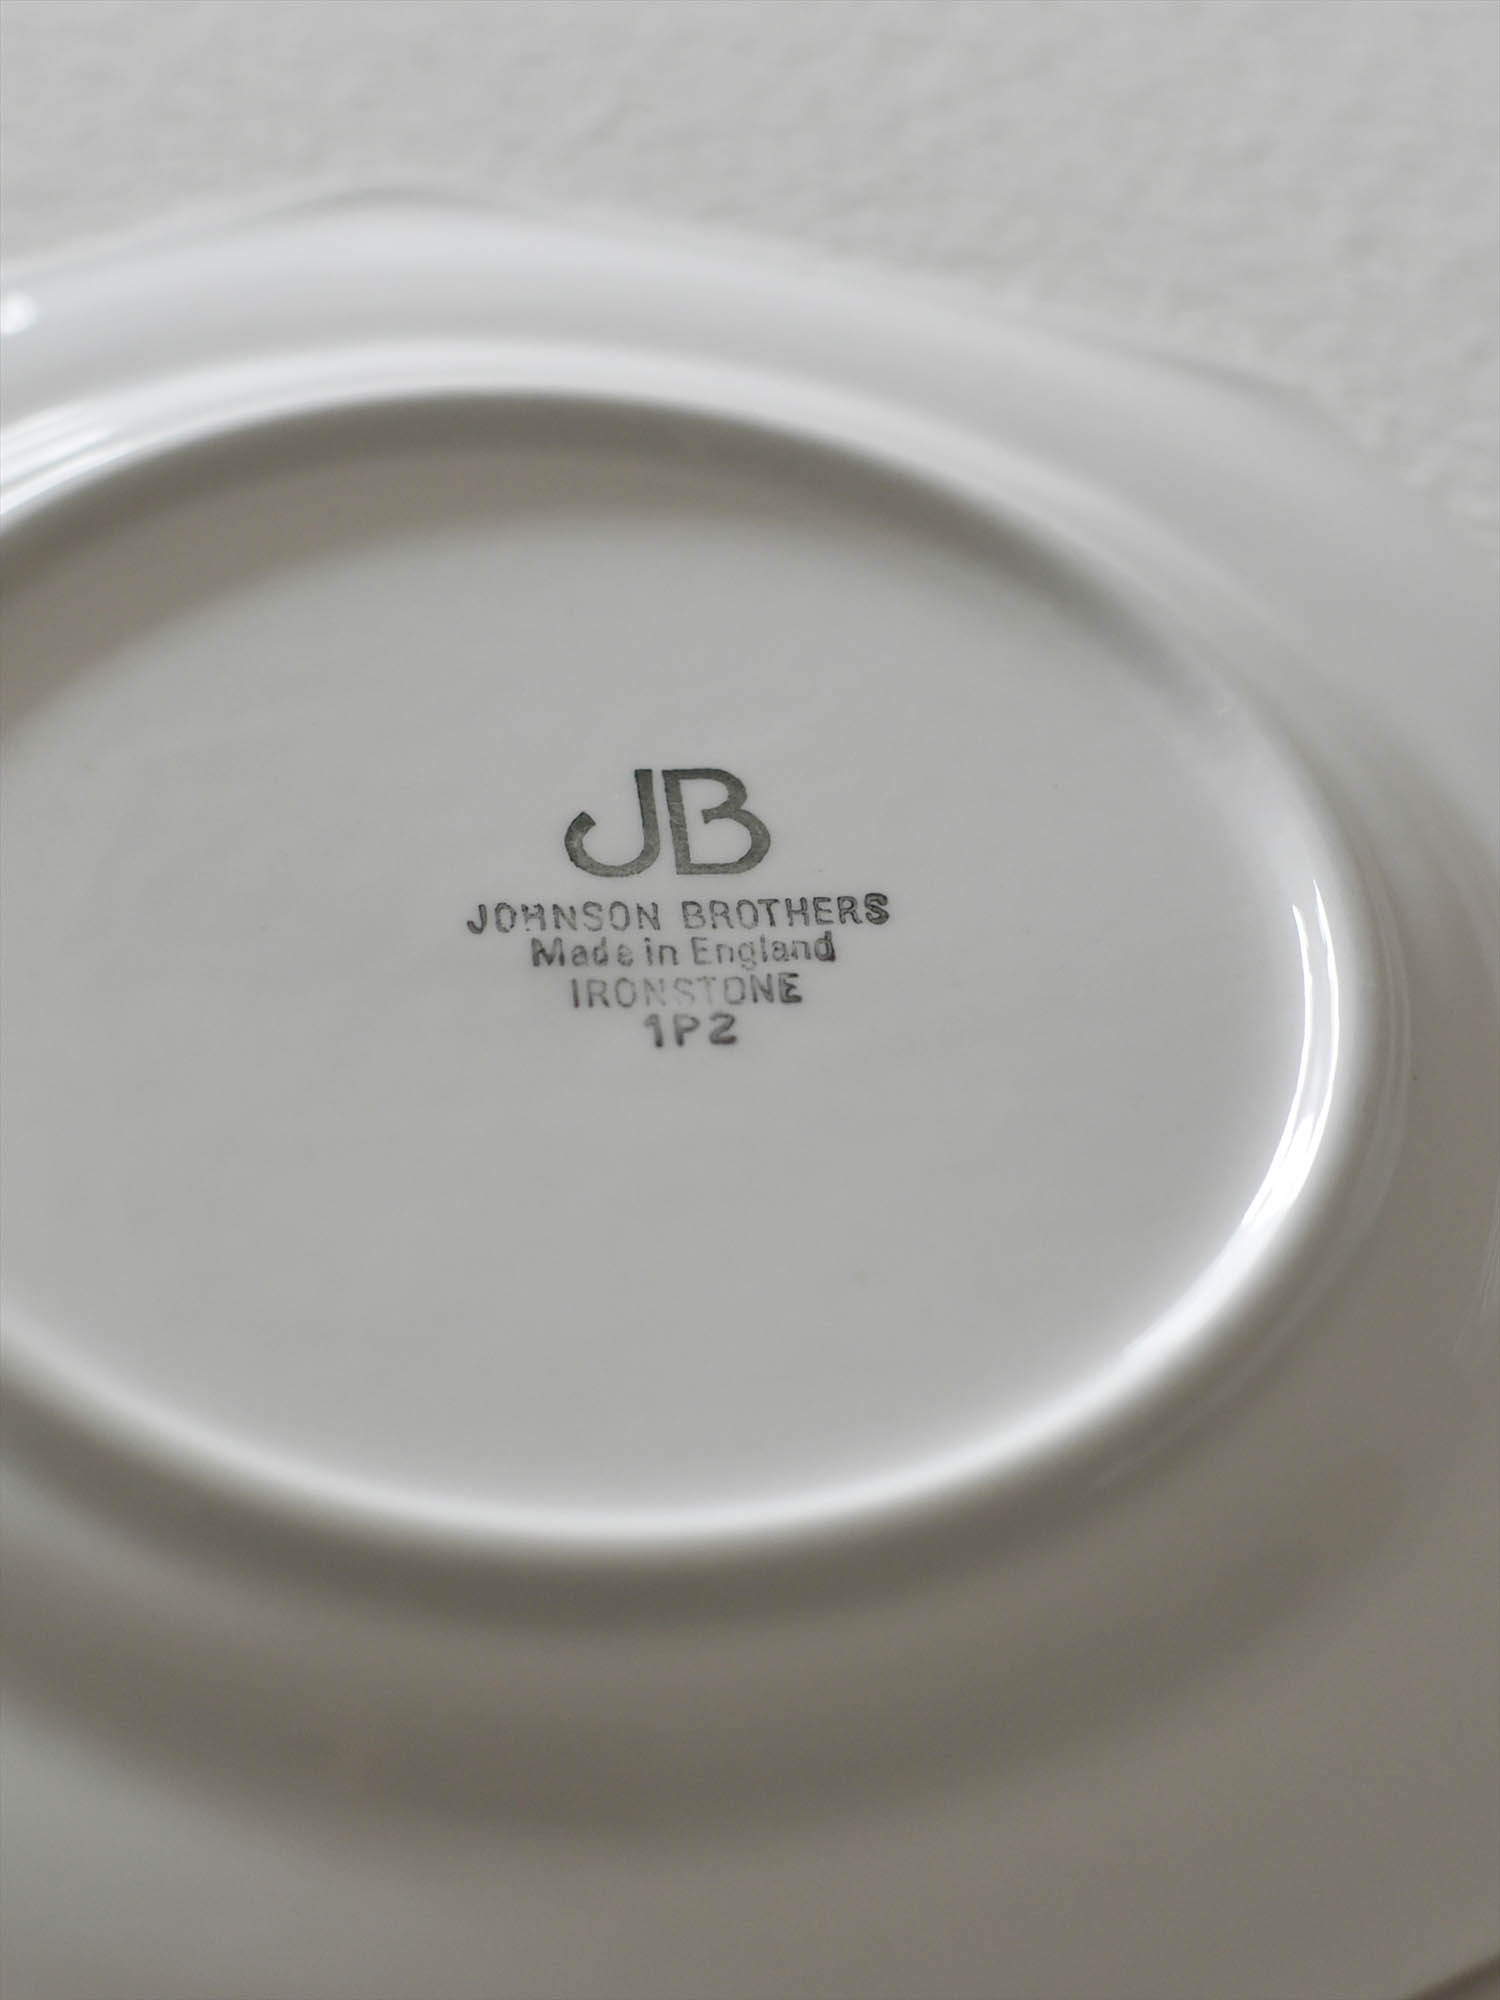 JB
JOHNSON BROTHERS
Made in England
IRONSTONE
1P2